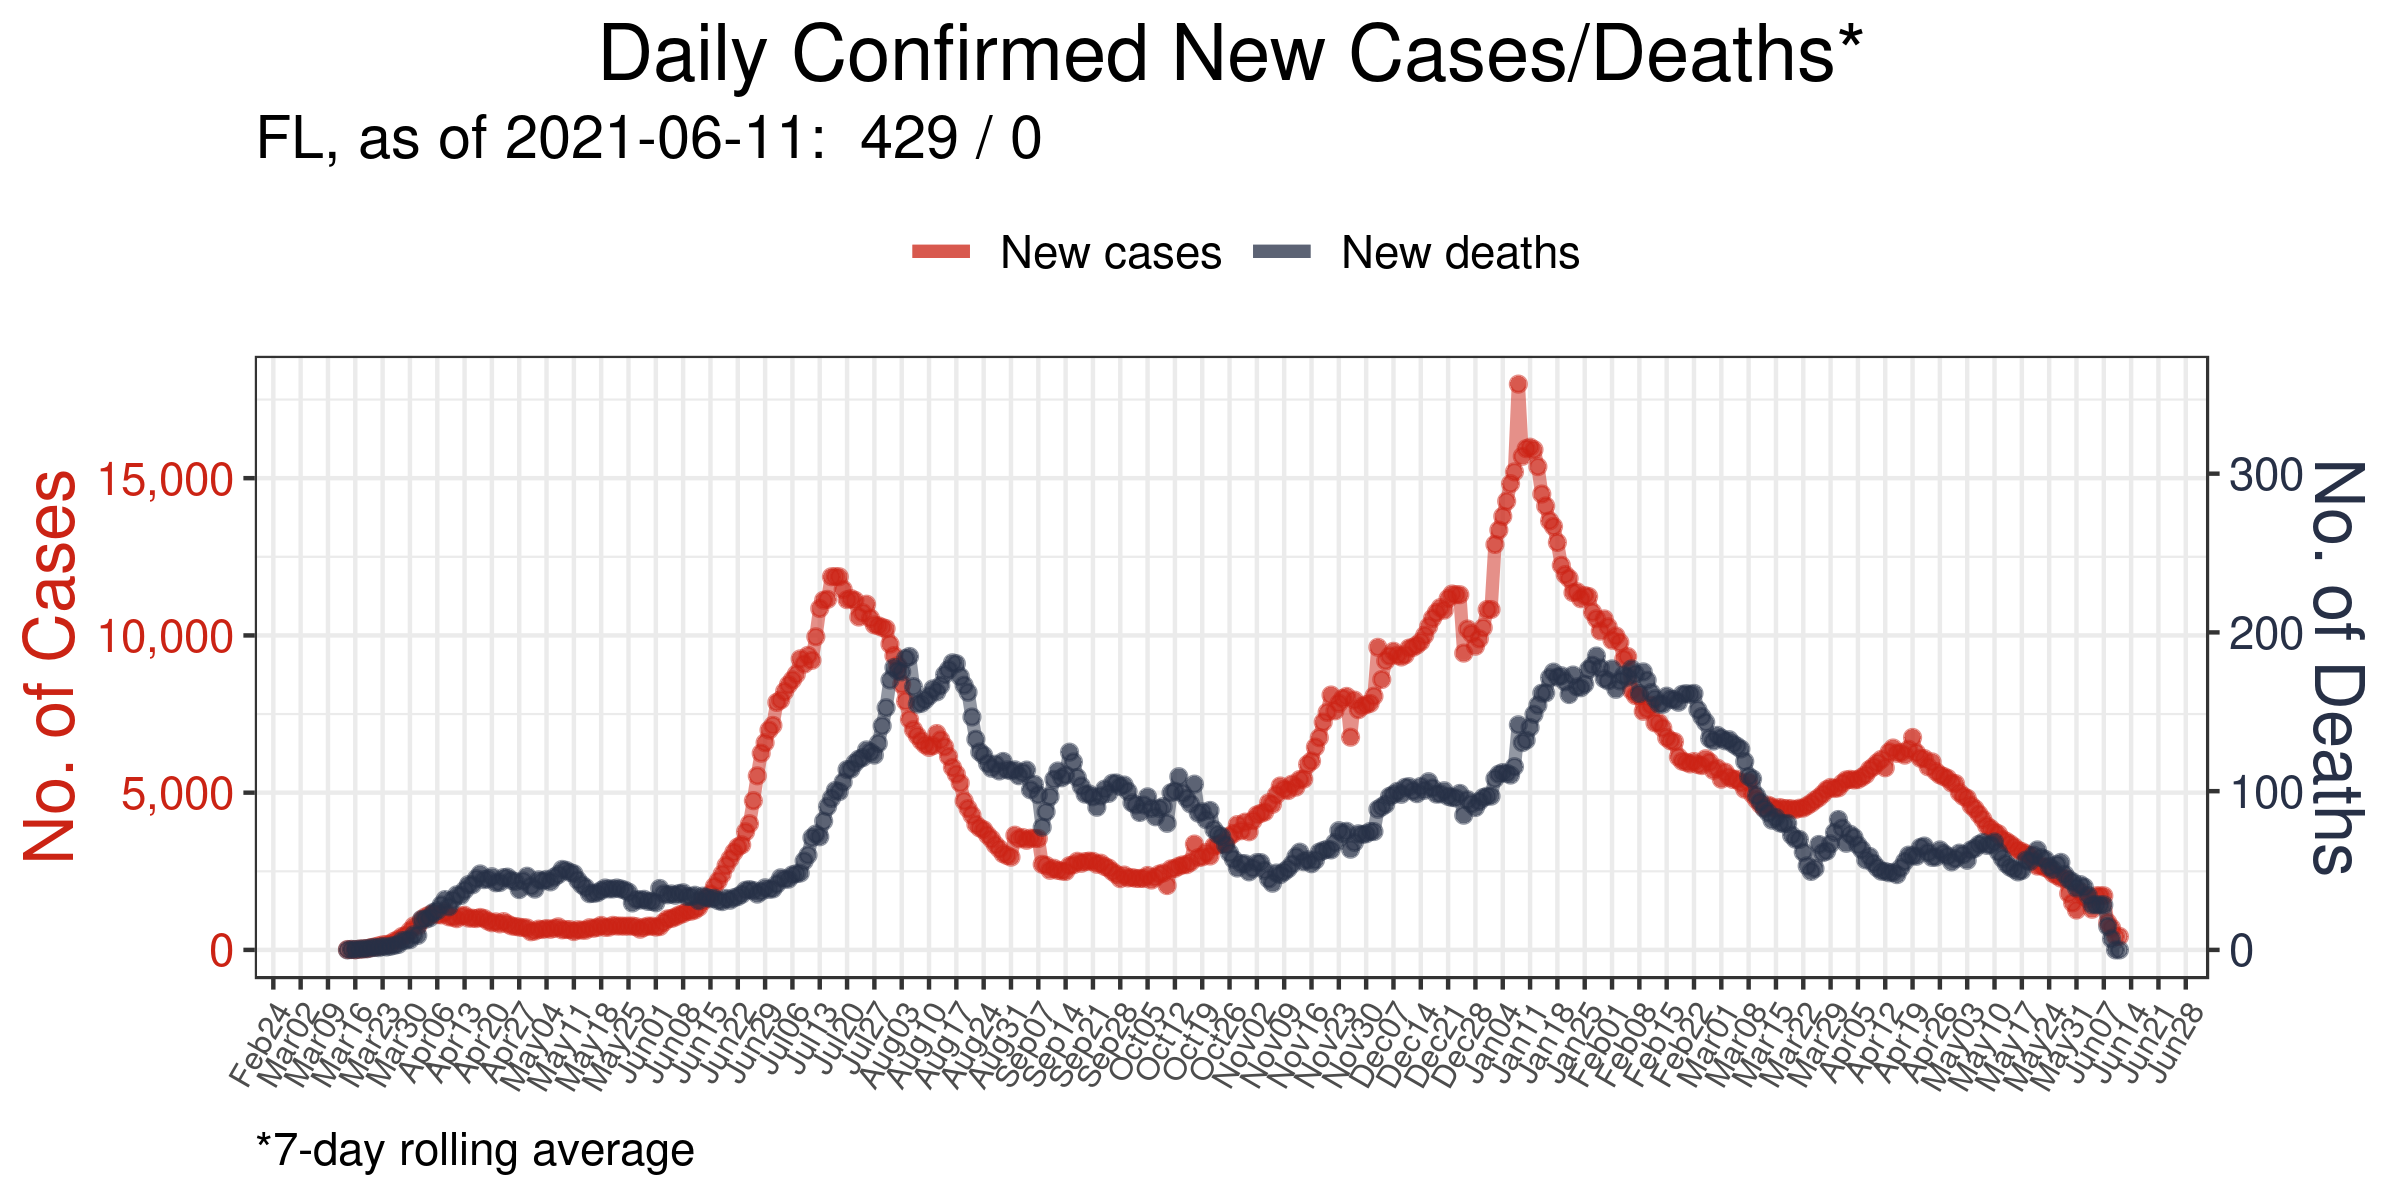 Daily Confirmed New Cases/Deaths*
FL, as of 2021-06-11:  429 / 0
New cases
New deaths
No. of Cases
15,000
10,000
5,000
0
300
200
100
0
No. of Deaths
Feb24
Mar02
Mar09
Mar16
Mar23
Mar30
Apr06
Apr13
Apr20
Apr27
May04
May11
May18
May25
Jun01
Jun08
Jun15
Jun22
Jun29
Jul06
Jul13
Jul20
Jul27
Aug03
Aug10
Aug17
Aug24
Aug31
Sep07
Sep14
Sep21
Sep28
Oct05
Oct12
Oct19
Oct26
Nov02
Nov09
Nov16
Nov23
Nov30
Dec07
Dec14
Dec21
Dec28
Jan04
Jan11
Jan18
Jan25
Feb01
Feb08
Feb15
Feb22
Mar01
Mar08
Mar15
Mar22
Mar29
Apr05
Apr12
Apr19
Apr26
May03
May10
May17
May24
May31
Jun07
Jun14
Jun21
Jun28
*7-day rolling average